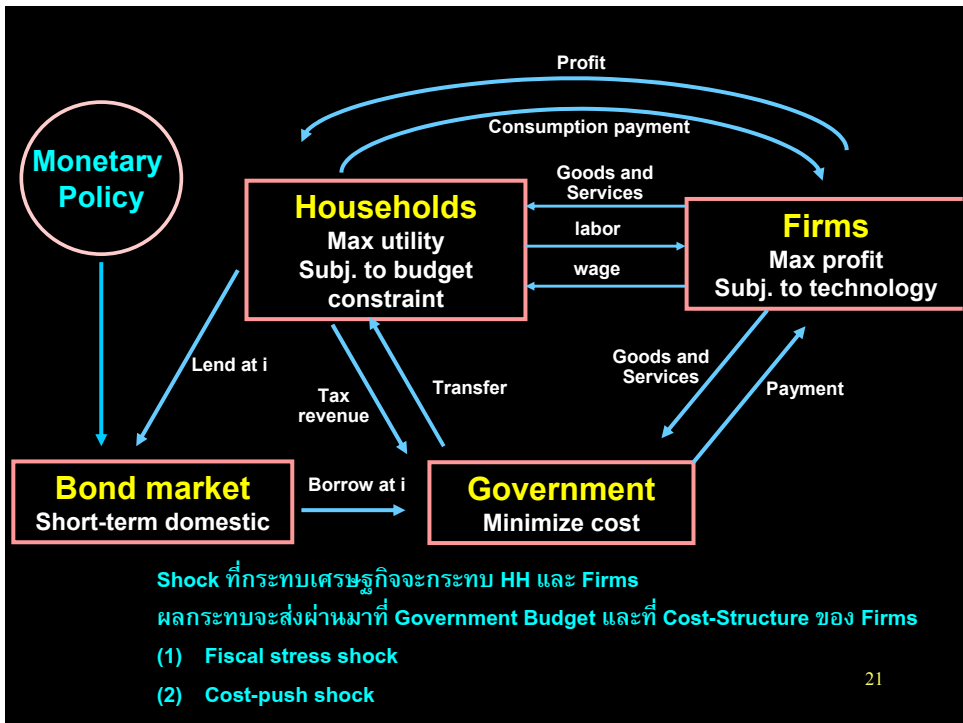 Profit
Consumption payment
Monetary
Policy
Households
Max utility
Subj. to budget
constraint
Goods and
Services
labor
wage
Firms
Max profit
Subj. to technology
Lend at i
Tax
revenue
Transfer
Goods and
Services
Payment
Bond market
Short-term domestic
Borrow at i
Government
Minimize cost
Shock ที่กระทบเศรษฐกิจจะกระทบ HH และ Firms
ผลกระทบจะส่งผ่านมาที่ Government Budget และที่ Cost-Structure ของ Firms
(1) Fiscal stress shock
(2) Cost-push shock
21